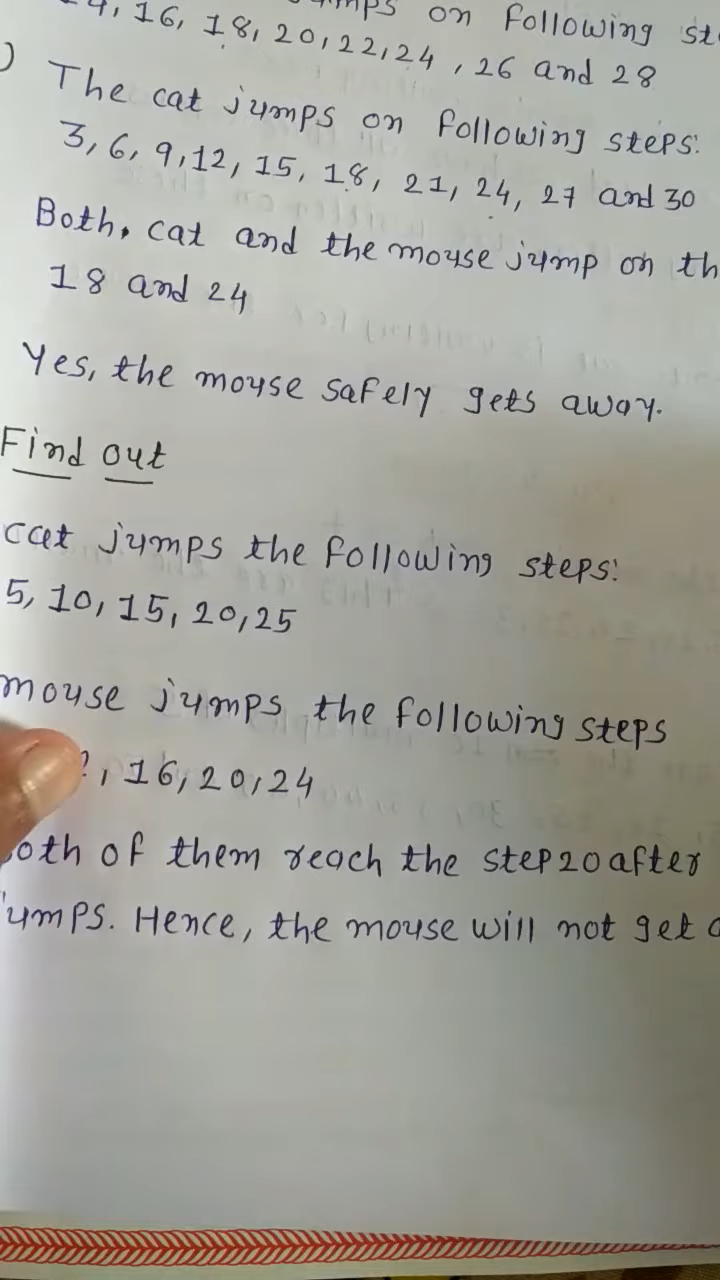 on following
16, 18, 20, 22, 24, 26 and 28
The cat jumps on following steps:
3, 6, 9, 12, 15, 18, 21, 24, 27 and 30
Both, cat and the mouse jump on
18 and 24
Yes, the mouse safely gets away.
Find out
cat jumps the following steps:
5, 10, 15, 20, 25
mouse jumps the following steps
, 16, 20, 24
of them reach the step 20 after
Hence, the mouse will not get